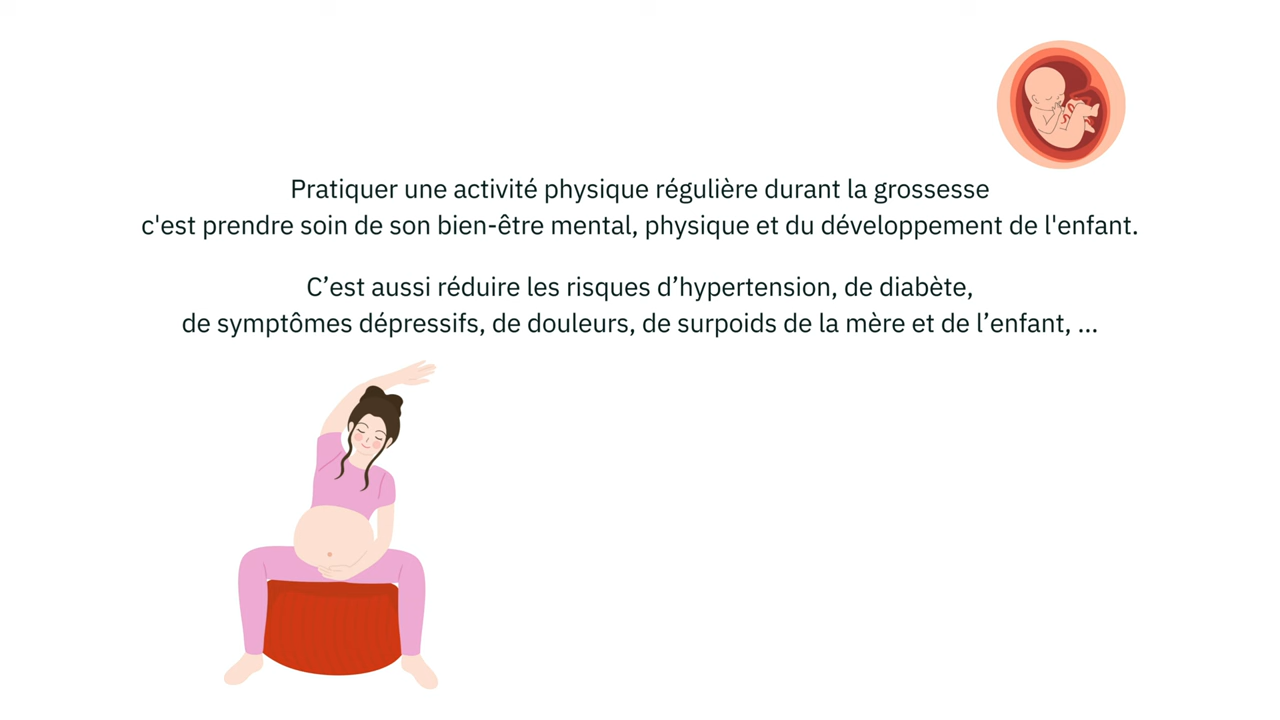 Pratiquer une activité physique régulière durant la grossesse
c'est prendre soin de son bien-être mental, physique et du développement de l'enfant.
C’est aussi réduire les risques d’hypertension, de diabète,
de symptômes dépressifs, de douleurs, de surpoids de la mère et de l’enfant, ...